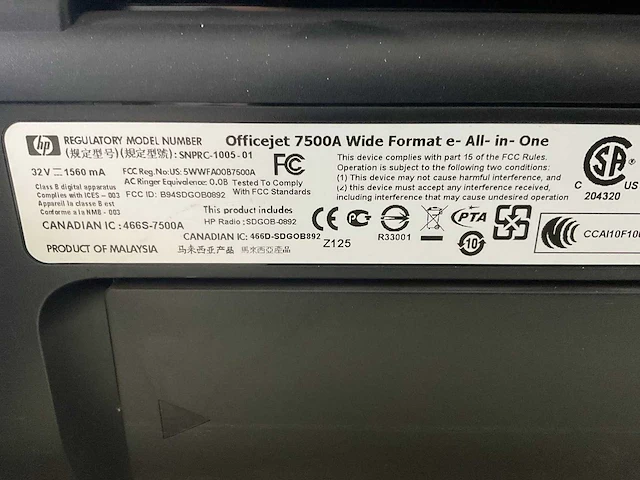 hp REGULATORY MODEL NUMBER Officejet 7500A Wide Format e- All- in- One
(规定型号) (規定型號): SNPRC-1005-01
32V 1560 mA FCC Reg.No:US: 5WWFA00B7500A
AC Ringer Equivalence: 0.0B
Class B digital apparatus
Complies with ICES - 003
Appareil la classe B est
Conforme a la NMB - 003
FCC ID: B94SDGOB0892
FC
Tested To Comply
With FCC Standards
This device complies with part 15 of the FCC Rules.
Operation is subject to the following two conditions:
(1) This device may not cause harmful interference, and
(2) this device must accept any interference received,
including interference that may cause undesired operation.
SA
C US
®
204320
CANADIAN IC : 466S-7500A
This product includes
HP Radio ; SDGOB-0892
CANADIAN IC: 466D-SDGOB892
CE
Z125
R33001
PTA
10
CCAI10F10
PRODUCT OF MALAYSIA 马来西亚产品 馬來西亞產品